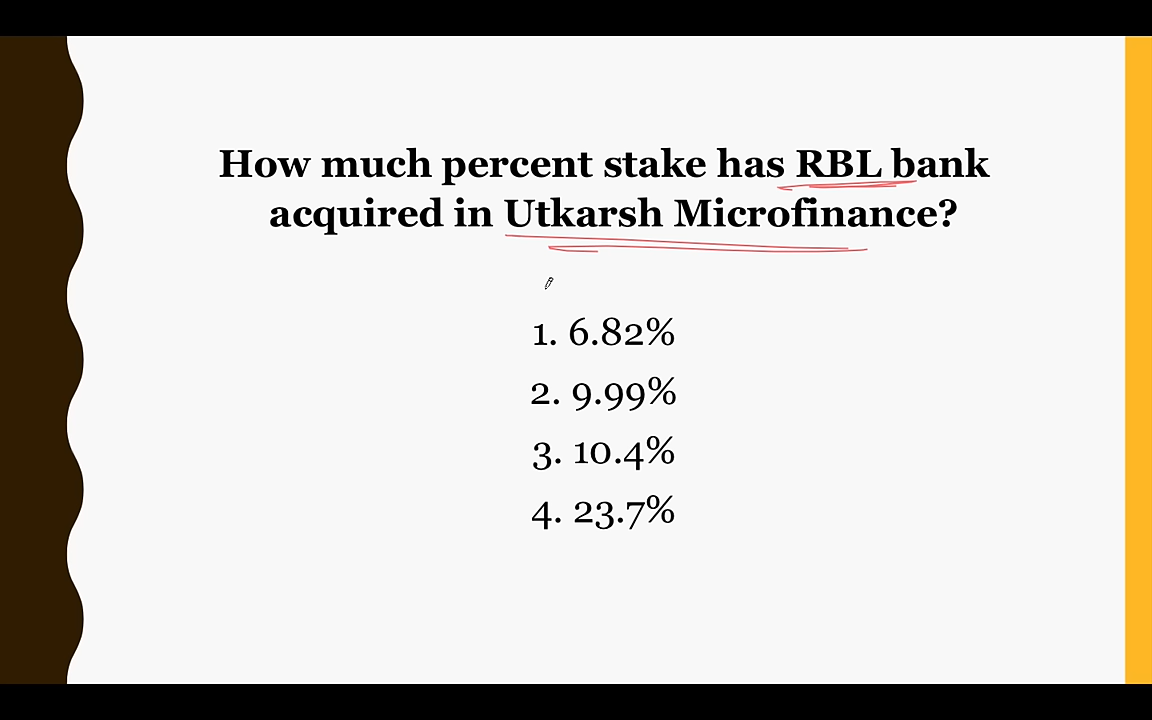 How much percent stake has RBL bank
acquired in Utkarsh Microfinance?
1. 6.82%
2. 9.99%
3. 10.4%
4. 23.7%